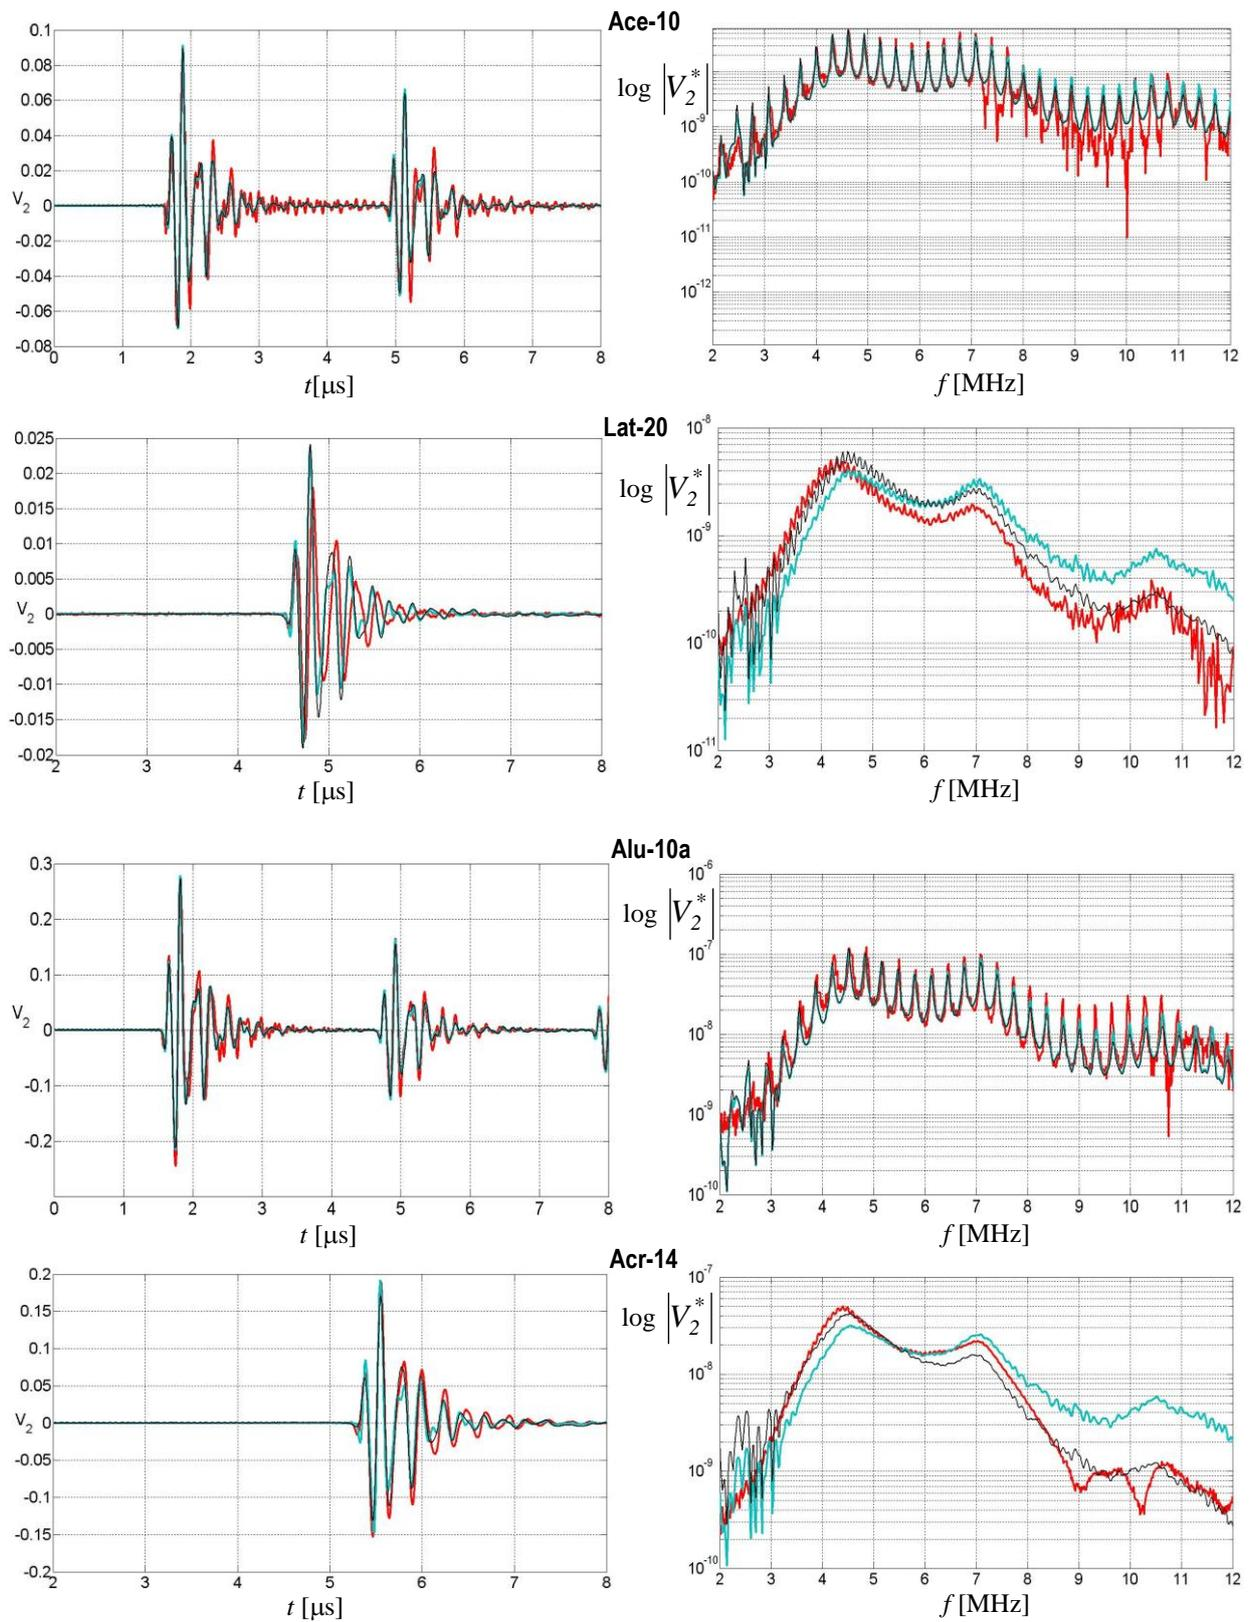 Ace-10
0.1
0.08
0.06
0.04
0.02
V2 0
-0.02
-0.04
-0.06
-0.08
0 1 2 3 4 5 6 7 8
t[μs]
log |V2*|
10-9
10-10
10-11
10-12
2 3 4 5 6 7 8 9 10 11 12
f [MHz]
Lat-20
0.025
0.02
0.015
0.01
0.005
V2 0
-0.005
-0.01
-0.015
-0.02
2 3 4 5 6 7 8
t [μs]
log |V2*|
10-8
10-9
10-10
10-11
2 3 4 5 6 7 8 9 10 11 12
f [MHz]
Alu-10a
0.3
0.2
0.1
V2 0
-0.1
-0.2
0 1 2 3 4 5 6 7 8
t [μs]
log |V2*|
10-6
10-7
10-8
10-9
10-10
2 3 4 5 6 7 8 9 10 11 12
f [MHz]
Acr-14
0.2
0.15
0.1
0.05
V2 0
-0.05
-0.1
-0.15
-0.2
2 3 4 5 6 7 8
t [μs]
log |V2*|
10-7
10-8
10-9
10-10
2 3 4 5 6 7 8 9 10 11 12
f [MHz]